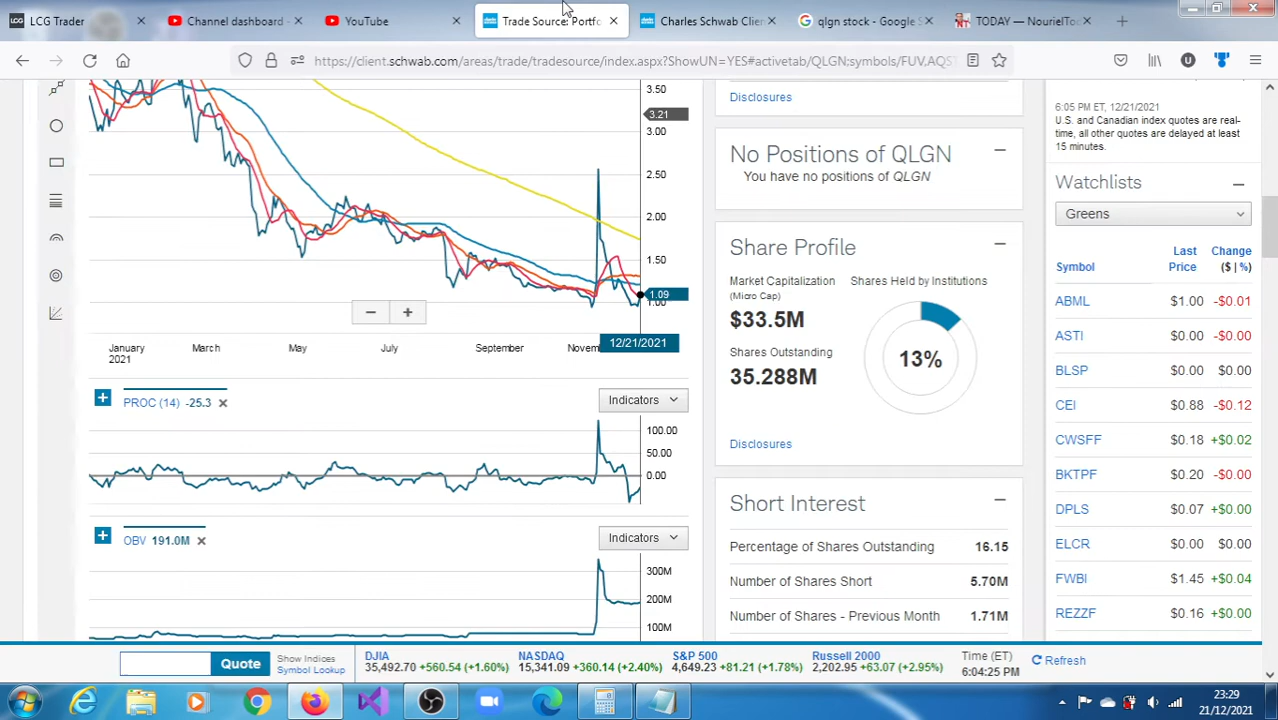 LCG Trader
Channel dashboard -
YouTube
Trade Source: Portfo
Charles Schwab Clien
qlgn stock - Google S
TODAY — NourielToo
https://client.schwab.com/areas/trade/tradesource/index.aspx?ShowUN=YES#activetab/QLGN:symbols/FUV,AQST
3.50
3.21
3.00
2.50
2.00
1.50
1.09
1.00
January
2021
March
May
July
September
Novem
12/21/2021
PROC (14) -25.3
Indicators
100.00
50.00
0.00
OBV 191.0M
Indicators
300M
200M
100M
Disclosures
No Positions of QLGN
You have no positions of QLGN
Share Profile
Market Capitalization
(Micro Cap)
$33.5M
Shares Outstanding
35.288M
Shares Held by Institutions
13%
Disclosures
Short Interest
Percentage of Shares Outstanding 16.15
Number of Shares Short 5.70M
Number of Shares - Previous Month 1.71M
6:05 PM ET, 12/21/2021
U.S. and Canadian index quotes are real-
time, all other quotes are delayed at least
15 minutes.
Watchlists
Greens
Symbol Last Price Change ($ | %)
ABML $1.00 -$0.01
ASTI $0.00 -$0.00
BLSP $0.00 $0.00
CEI $0.88 -$0.12
CWSFF $0.18 +$0.02
BKTPF $0.20 -$0.00
DPLS $0.07 +$0.00
ELCR $0.00 $0.00
FWBI $1.45 +$0.04
REZZF $0.16 +$0.00
Quote
Show Indices
Symbol Lookup
DJIA
35,492.70 +560.54 (+1.60%)
NASDAQ
15,341.09 +360.14 (+2.40%)
S&P 500
4,649.23 +81.21 (+1.78%)
Russell 2000
2,202.95 +63.07 (+2.95%)
Time (ET)
6:04:25 PM
Refresh
23:29
21/12/2021